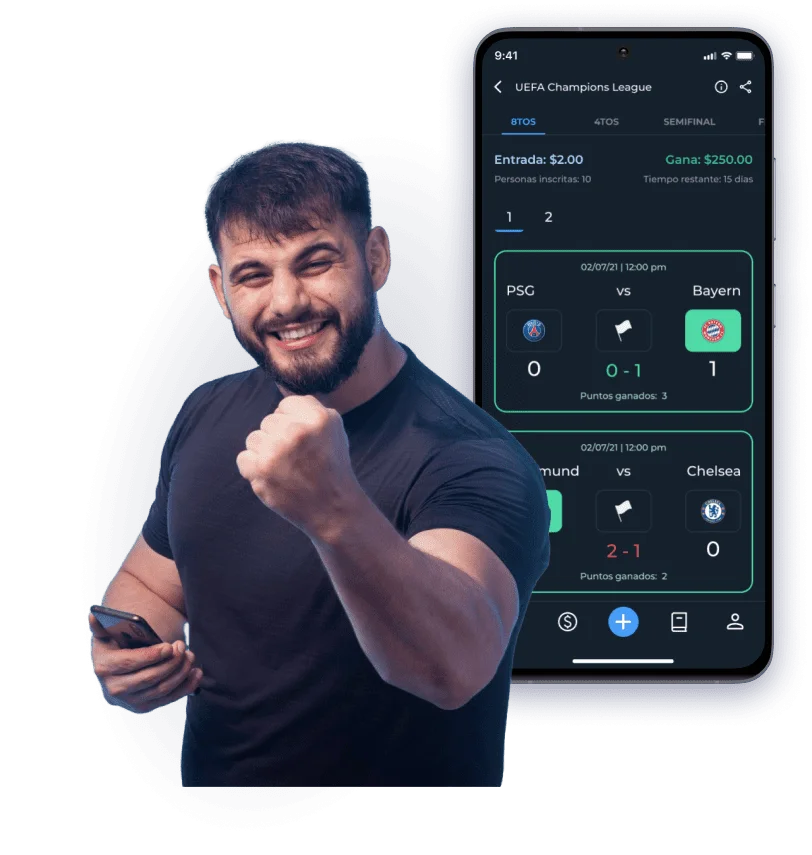 9:41
UEFA Champions League
8TOS 4TOS SEMIFINAL F
Entrada: $2.00 Gana: $250.00
Personas inscritas: 10 Tiempo restante: 15 días
1 2
02/07/21 | 12:00 pm
PSG vs Bayern
0 0 - 1 1
Puntos ganados: 3
02/07/21 | 12:00 pm
mund vs Chelsea
2 - 1 0
Puntos ganados: 2